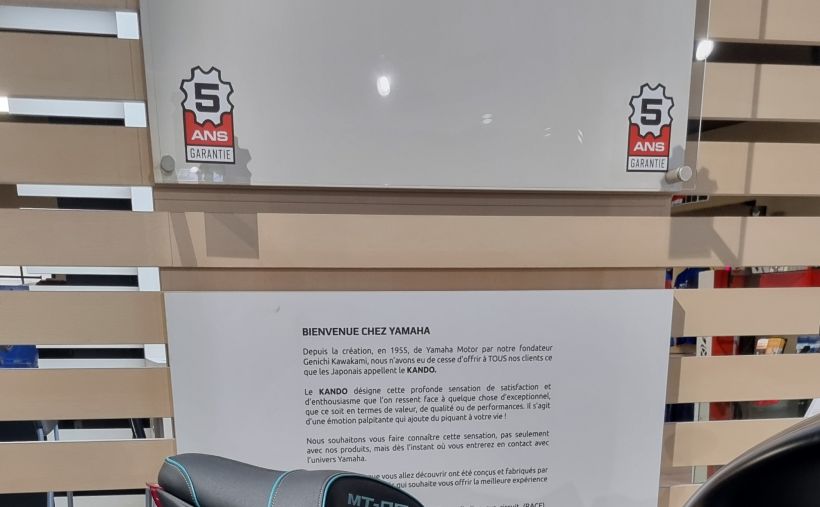 5
ANS
GARANTIE
5
ANS
GARANTIE
BIENVENUE CHEZ YAMAHA
Depuis la création, en 1955, de Yamaha Motor par notre fondateur
Genichi Kawakami, nous n'avons eu de cesse d'offrir à TOUS nos clients ce
que les Japonais appellent le KANDO.
Le KANDO désigne cette profonde sensation de satisfaction et
d'enthousiasme que l'on ressent face à quelque chose d'exceptionnel,
que ce soit en termes de valeur, de qualité ou de performances. Il s'agit
d'une émotion palpitante qui ajoute du piquant à votre vie !
Nous souhaitons vous faire connaître cette sensation, pas seulement
avec nos produits, mais dès l'instant où vous entrerez en contact avec
l'univers Yamaha.
que vous allez découvrir ont été conçus et fabriqués par
qui souhaite vous offrir la meilleure expérience
circuit (RACE),